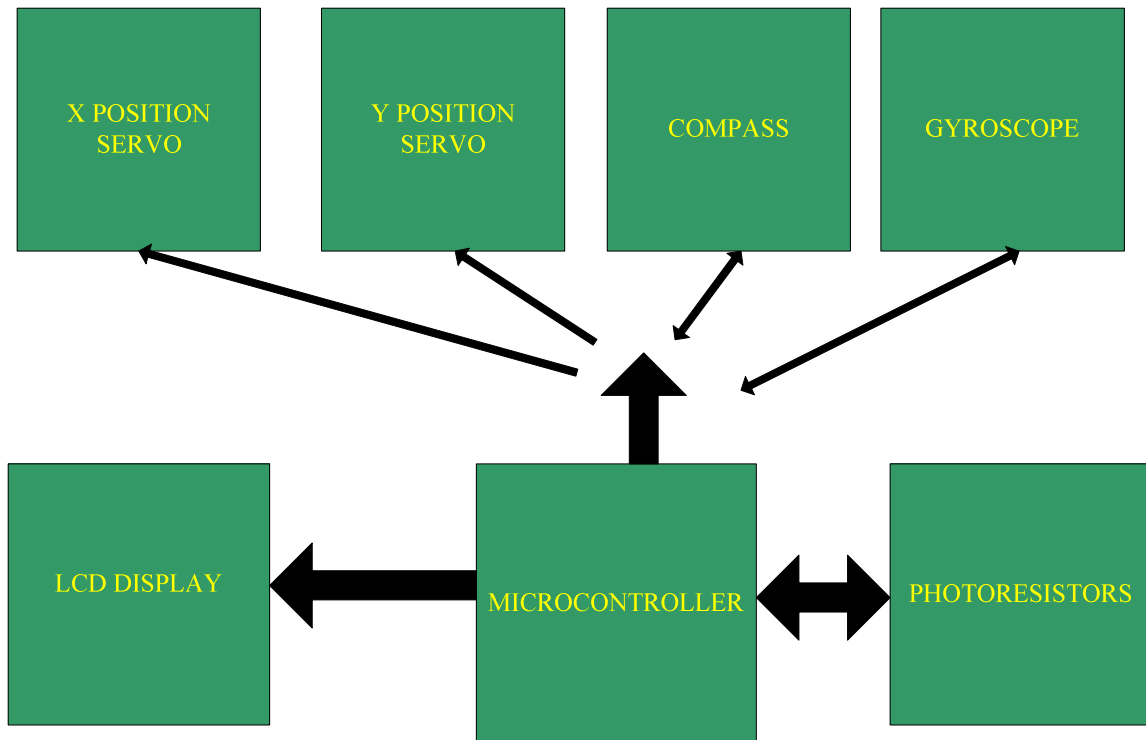 X POSITION
SERVO
Y POSITION
SERVO
COMPASS
GYROSCOPE
LCD DISPLAY
MICROCONTROLLER
PHOTORESISTORS